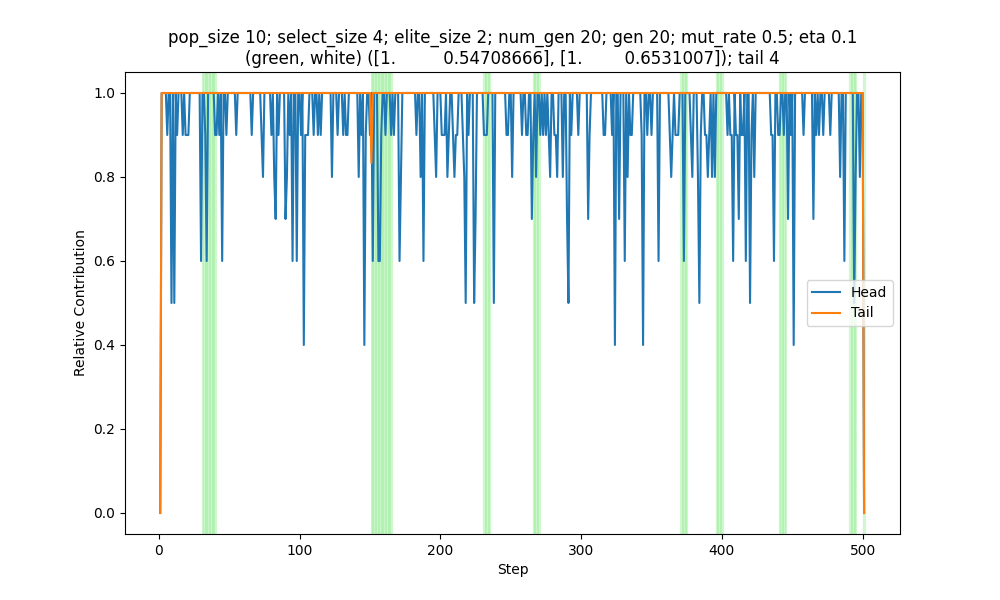 pop_size 10; select_size 4; elite_size 2; num_gen 20; gen 20; mut_rate 0.5; eta 0.1
(green, white) ([1.         0.54708666], [1.        0.6531007]); tail 4
1.0
0.8
0.6
0.4
0.2
0.0
Relative Contribution
Head
Tail
0
100
200
300
400
500
Step